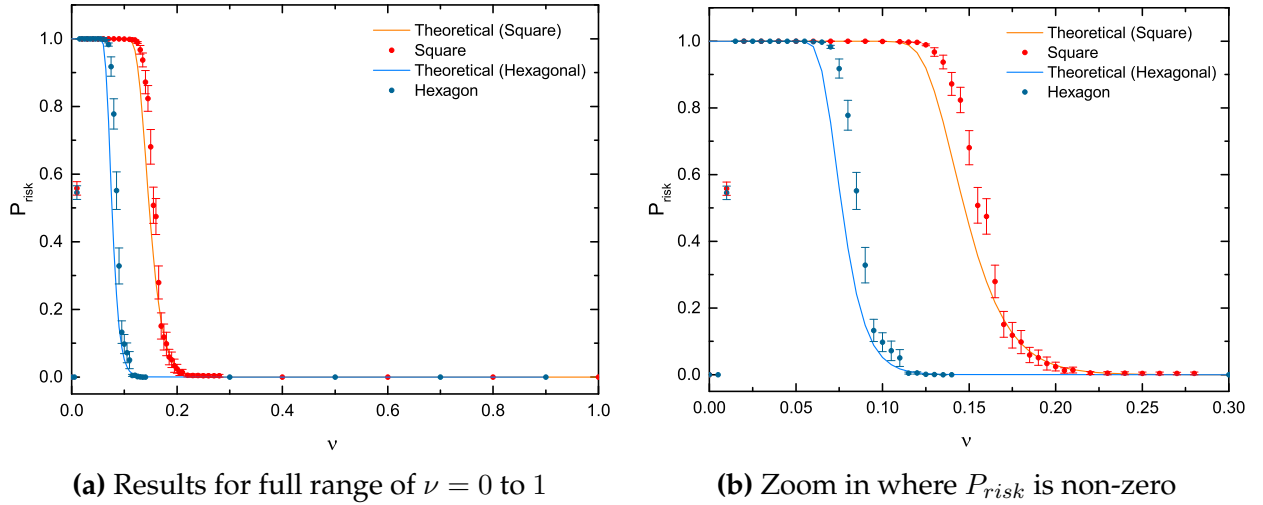 1.0
0.8
0.6
0.4
0.2
0.0
P_risk
0.0 0.2 0.4 0.6 0.8 1.0
ν
Theoretical (Square)
Square
Theoretical (Hexagonal)
Hexagon
(a) Results for full range of ν = 0 to 1
1.0
0.8
0.6
0.4
0.2
0.0
P_risk
0.00 0.05 0.10 0.15 0.20 0.25 0.30
ν
Theoretical (Square)
Square
Theoretical (Hexagonal)
Hexagon
(b) Zoom in where P_risk is non-zero